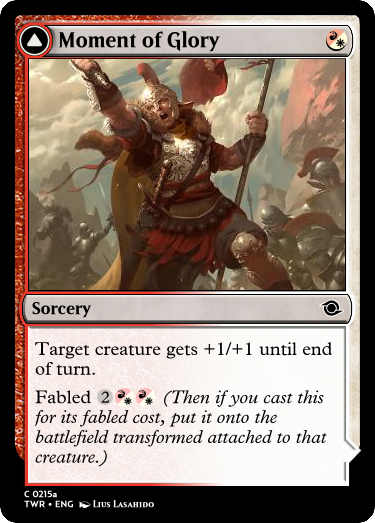 Moment of Glory
Sorcery
Target creature gets +1/+1 until end
of turn.
Fabled 2 (Then if you cast this
for its fabled cost, put it onto the
battlefield transformed attached to that
creature.)
C 0215a
TWR • ENG Lius Lasahido